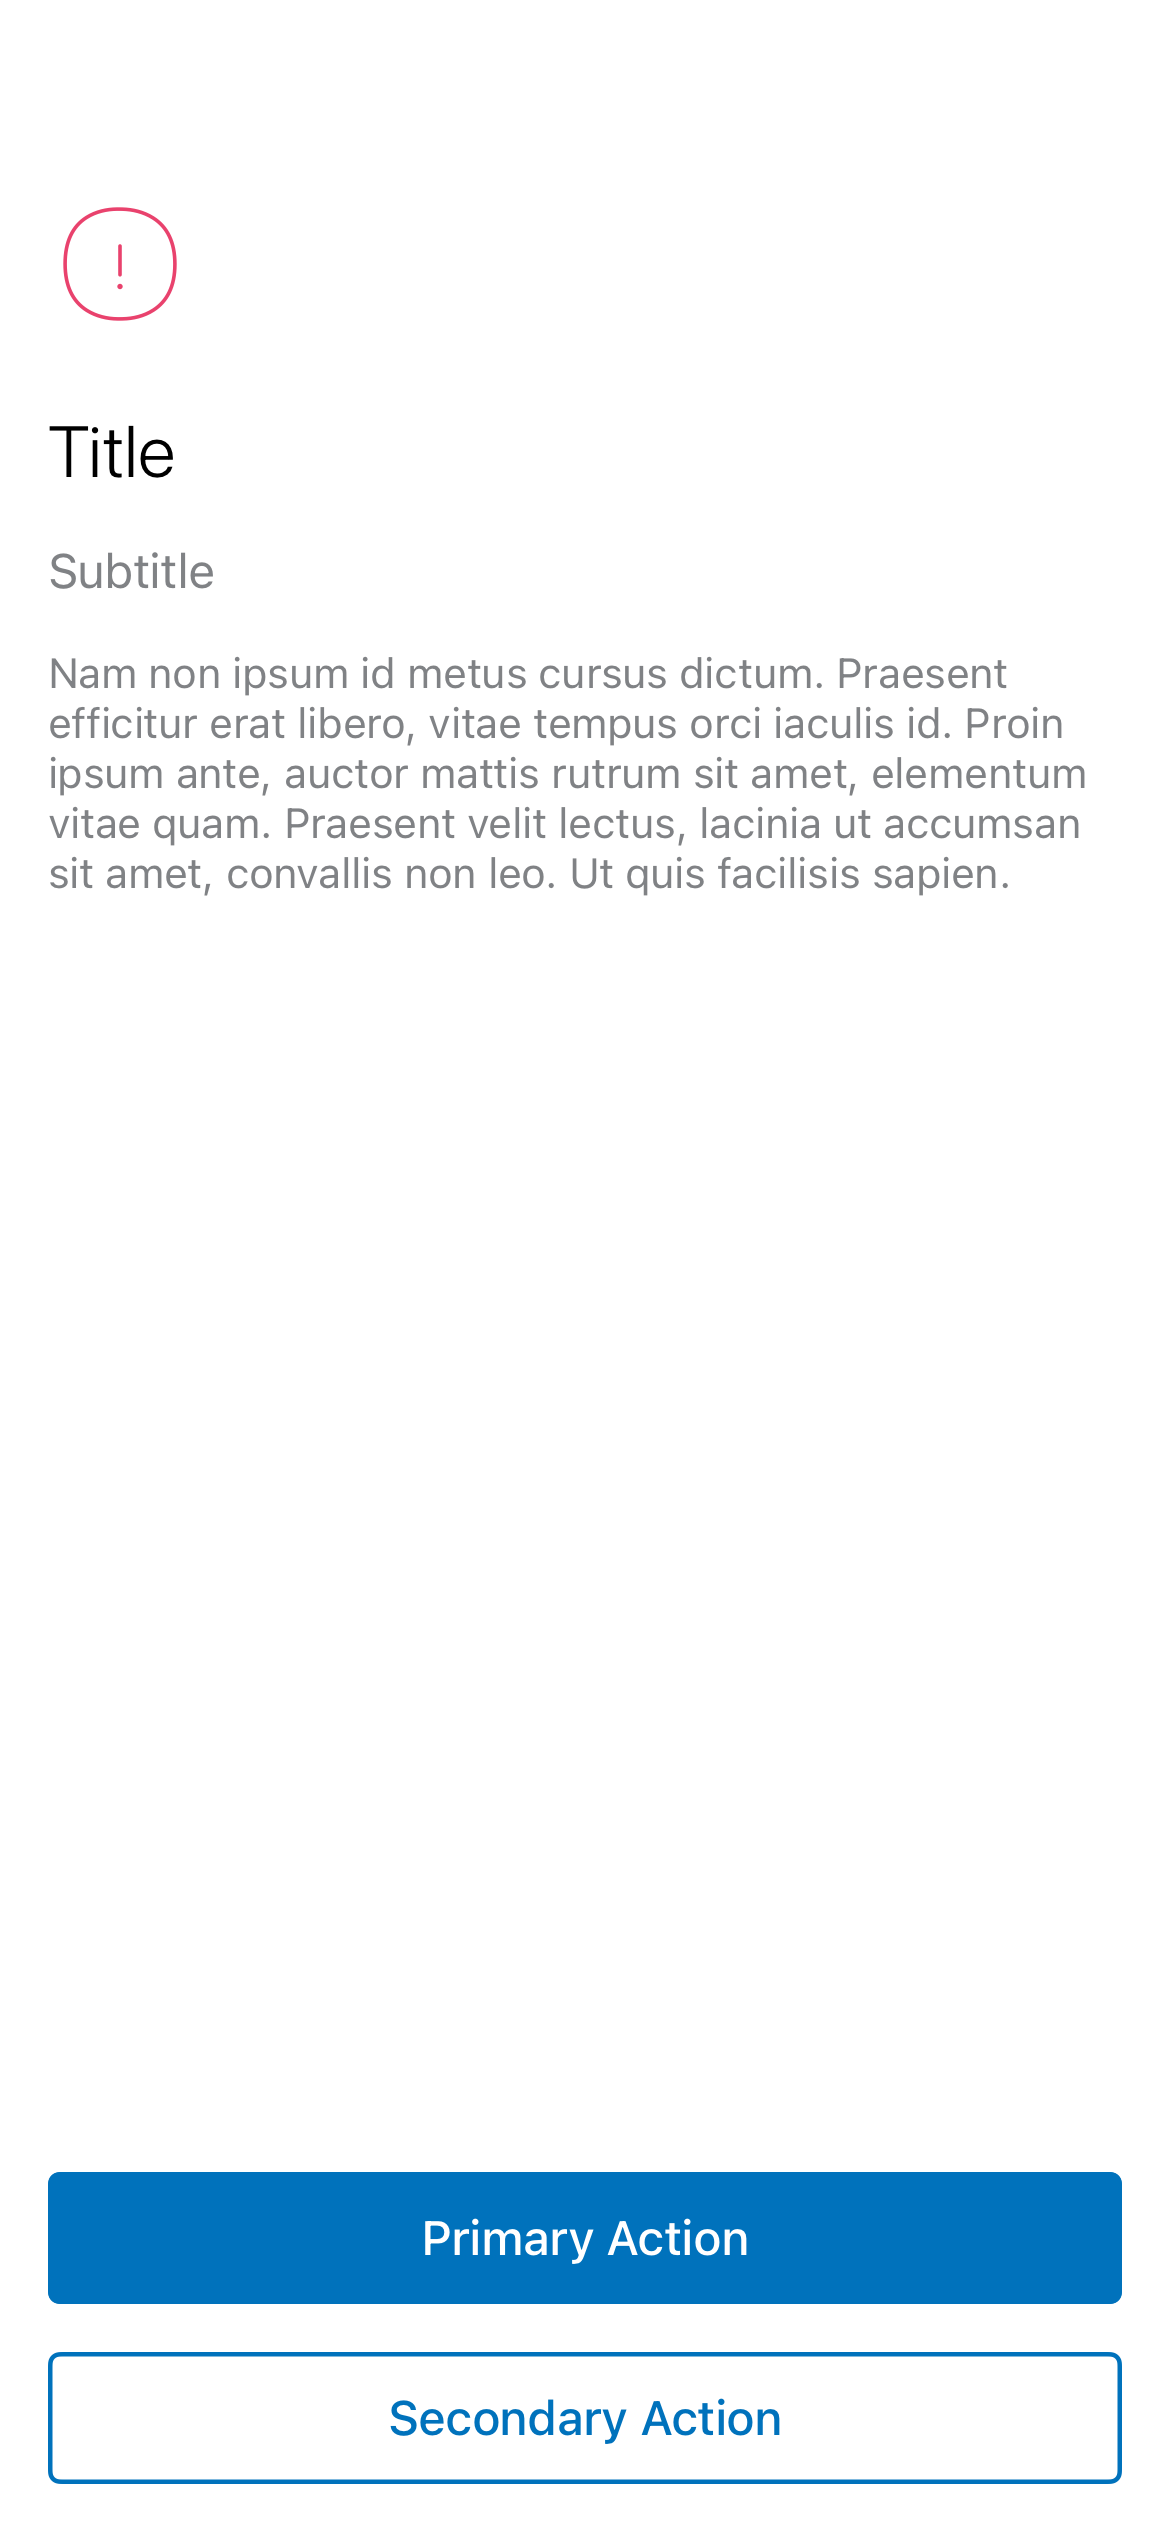 Title
Subtitle
Nam non ipsum id metus cursus dictum. Praesent
efficitur erat libero, vitae tempus orci iaculis id. Proin
ipsum ante, auctor mattis rutrum sit amet, elementum
vitae quam. Praesent velit lectus, lacinia ut accumsan
sit amet, convallis non leo. Ut quis facilisis sapien.
Primary Action
Secondary Action